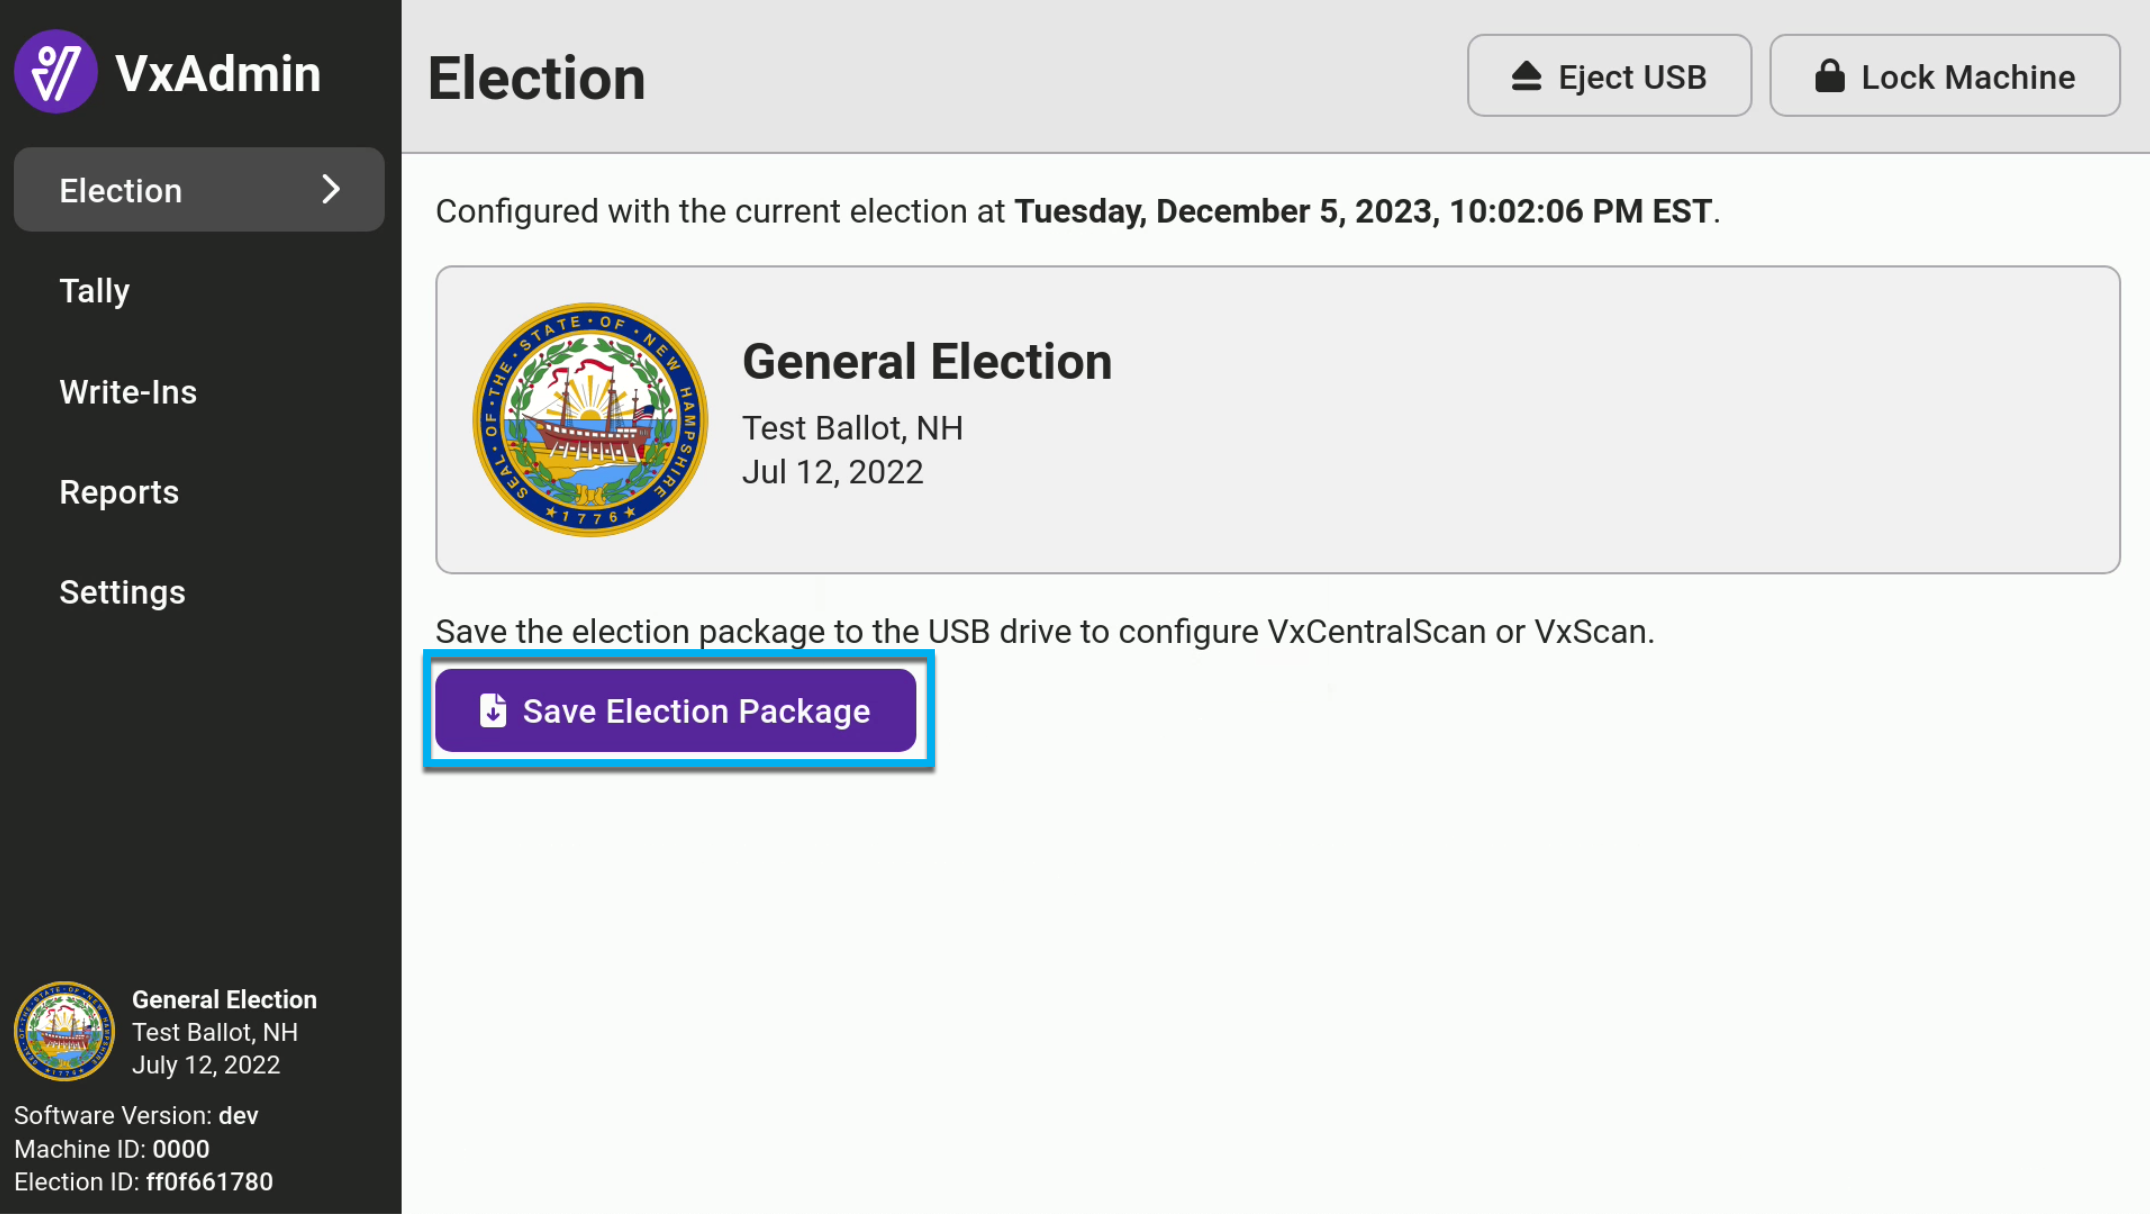 VxAdmin
Election
Tally
Write-Ins
Reports
Settings
General Election
Test Ballot, NH
July 12, 2022
Software Version: dev
Machine ID: 0000
Election ID: ff0f661780
Election
Eject USB
Lock Machine
Configured with the current election at Tuesday, December 5, 2023, 10:02:06 PM EST.
SEAL · OF · THE · STATE · OF · NEW HAMPSHIRE
★ 1776 ★
General Election
Test Ballot, NH
Jul 12, 2022
Save the election package to the USB drive to configure VxCentralScan or VxScan.
Save Election Package